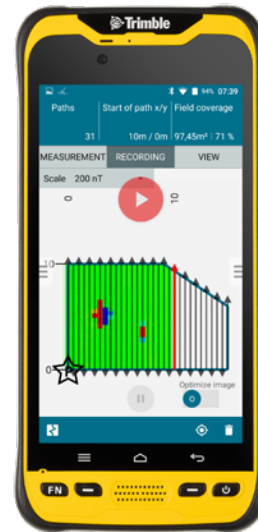 Trimble
94% 07:39
Paths Start of path x/y Field coverage
31 10m / 0m 97,45m² 71 %
MEASUREMENT RECORDING VIEW
Scale 200 nT
0 10
10
0
Optimize image
0
FN